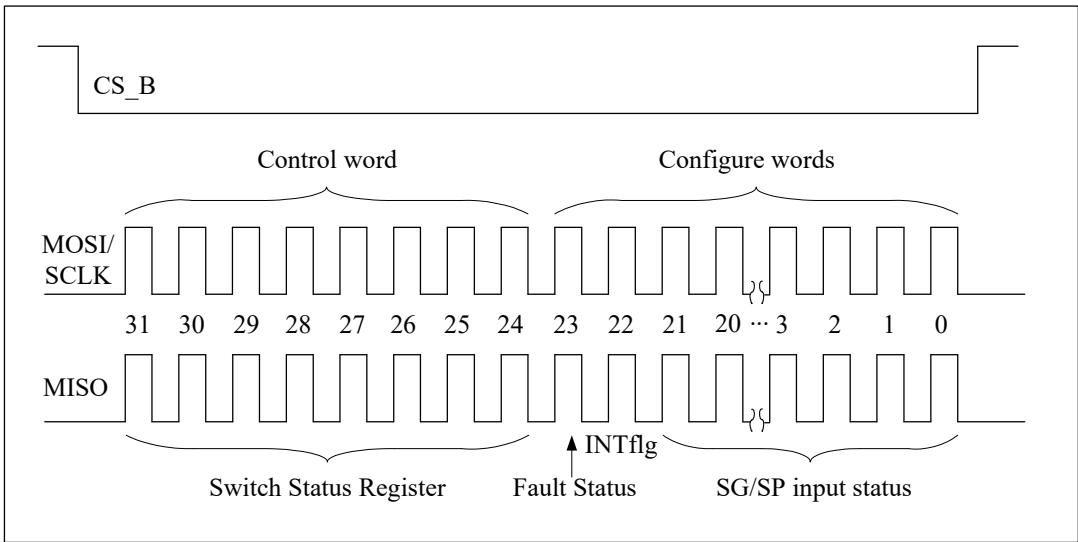 CS_B
Control word
Configure words
MOSI/
SCLK
31 30 29 28 27 26 25 24 23 22 21 20 ··· 3 2 1 0
MISO
INTflg
Switch Status Register
Fault Status
SG/SP input status